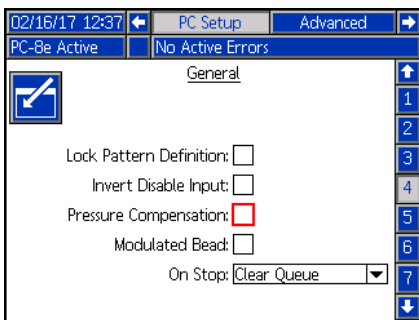 02/16/17 12:37 PC Setup Advanced
PC-8e Active No Active Errors
General
1
2
Lock Pattern Definition:
3
Invert Disable Input:
4
Pressure Compensation:
5
Modulated Bead:
6
On Stop: Clear Queue
7